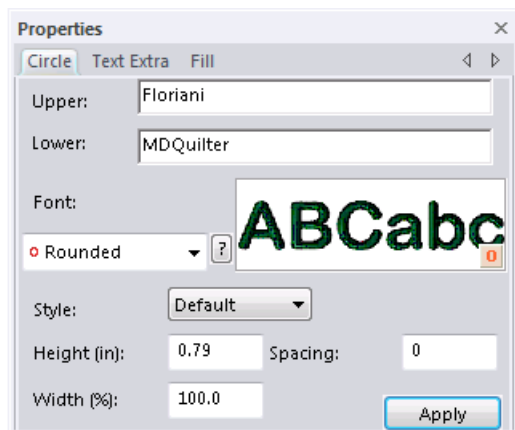 Properties
Circle Text Extra Fill
Upper: Floriani
Lower: MDQuilter
Font:
ABCabc
Rounded ?
Style: Default
Height (in): 0.79 Spacing: 0
Width (%): 100.0
Apply